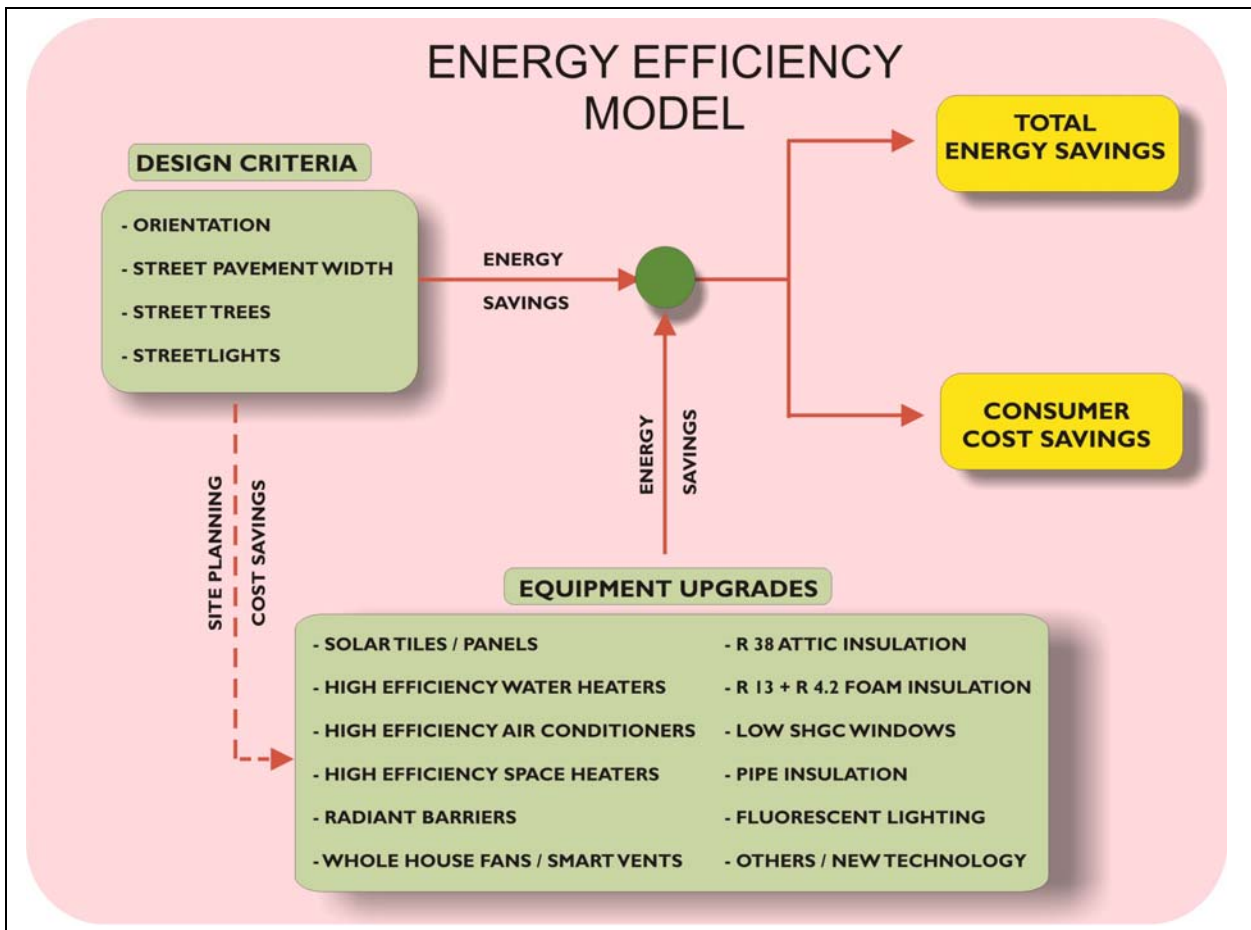 ENERGY EFFICIENCY
MODEL
DESIGN CRITERIA
- ORIENTATION
- STREET PAVEMENT WIDTH
- STREET TREES
- STREETLIGHTS
ENERGY
SAVINGS
TOTAL
ENERGY SAVINGS
CONSUMER
COST SAVINGS
SITE PLANNING
COST SAVINGS
ENERGY
SAVINGS
EQUIPMENT UPGRADES
- SOLAR TILES / PANELS
- HIGH EFFICIENCY WATER HEATERS
- HIGH EFFICIENCY AIR CONDITIONERS
- HIGH EFFICIENCY SPACE HEATERS
- RADIANT BARRIERS
- WHOLE HOUSE FANS / SMART VENTS
- R 38 ATTIC INSULATION
- R 13 + R 4.2 FOAM INSULATION
- LOW SHGC WINDOWS
- PIPE INSULATION
- FLUORESCENT LIGHTING
- OTHERS / NEW TECHNOLOGY